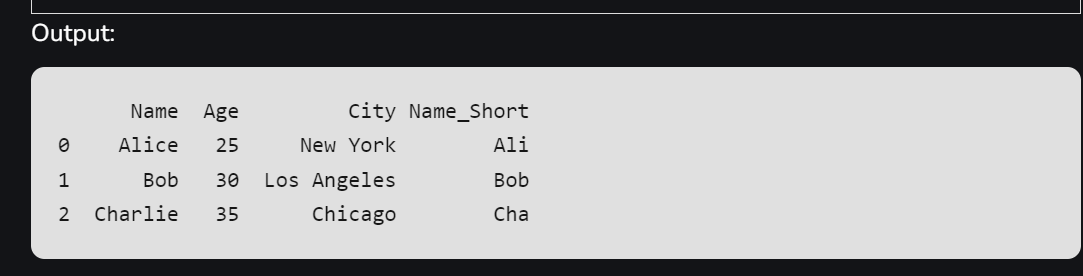 Output:
Name Age City Name_Short
0 Alice 25 New York Ali
1 Bob 30 Los Angeles Bob
2 Charlie 35 Chicago Cha